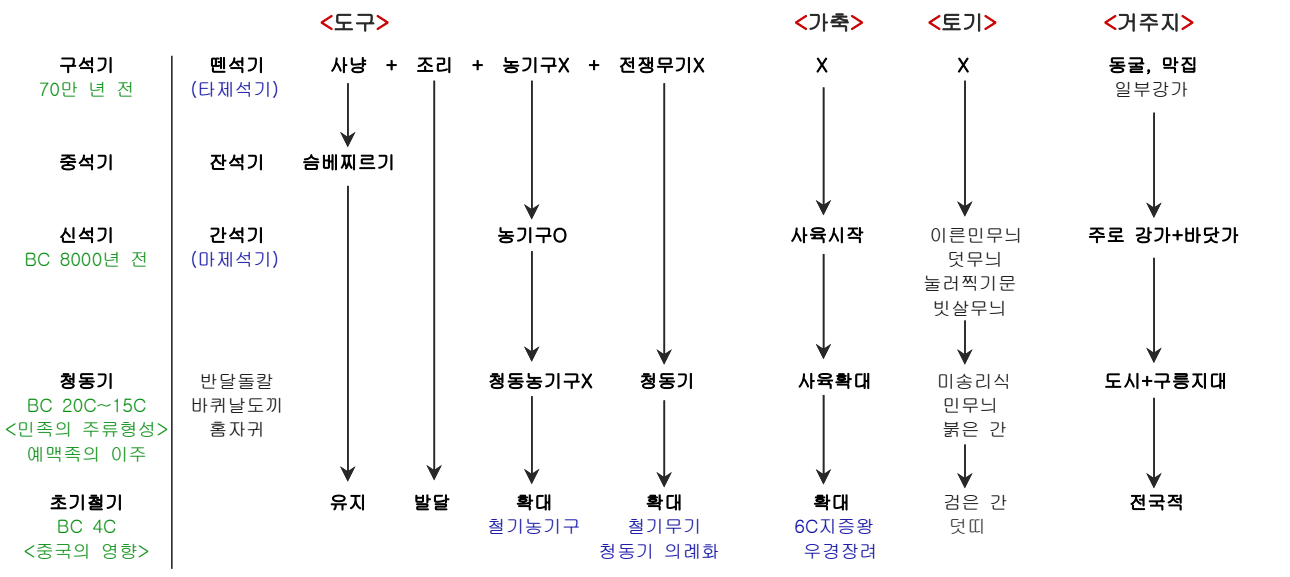 <도구> <가축> <토기> <거주지>
구석기 뗀석기 사냥 + 조리 + 농기구X + 전쟁무기X X X 동굴, 막집
70만 년 전 (타제석기) 일부강가
중석기 잔석기 슴베찌르기
신석기 간석기 농기구O 사육시작 이른민무늬 주로 강가+바닷가
BC 8000년 전 (마제석기) 덧무늬
눌러찍기문
빗살무늬
청동기 반달돌칼 청동농기구X 청동기 사육확대 미송리식 도시+구릉지대
BC 20C~15C 바퀴날도끼 민무늬
<민족의 주류형성> 홈자귀 붉은 간
예맥족의 이주
초기철기 유지 발달 확대 확대 확대 검은 간 전국적
BC 4C 철기농기구 철기무기 6C지증왕 덧띠
<중국의 영향> 청동기 의례화 우경장려